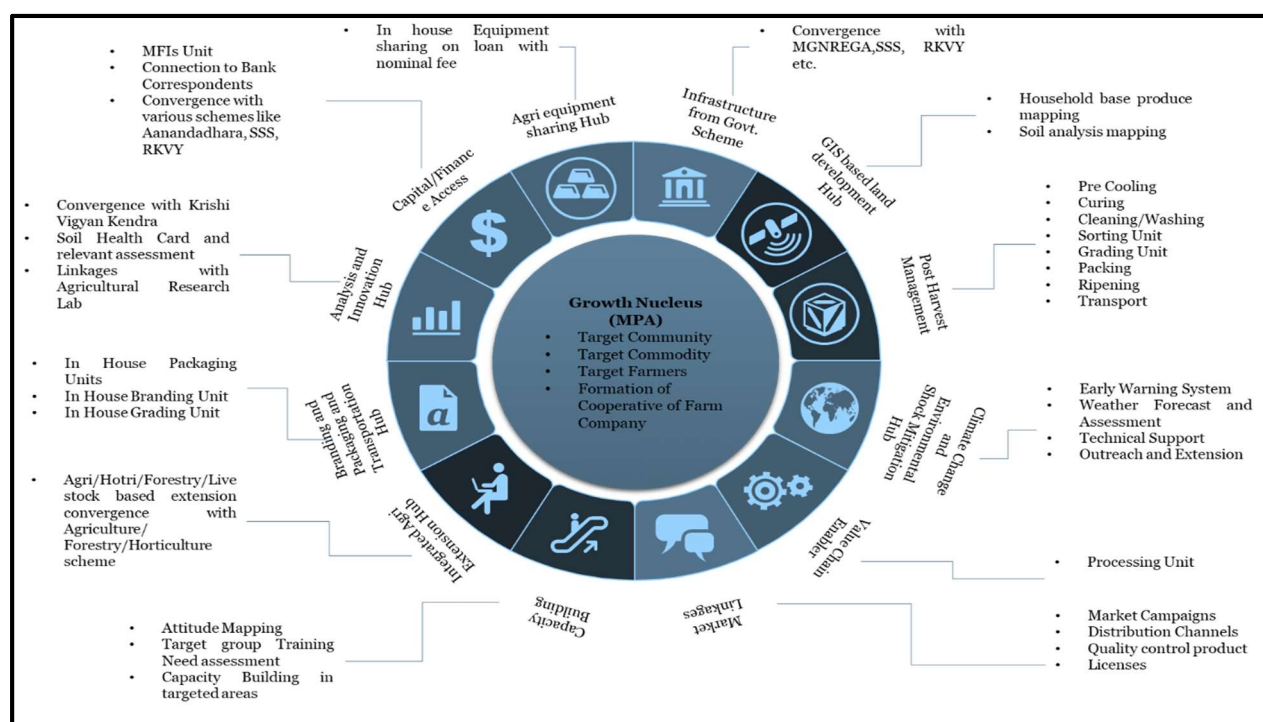 • In house Equipment
sharing on loan with
nominal fee
Agri equipment
sharing Hub
• Convergence with
MGNREGA,SSS, RKVY
etc.
Infrastructure
from Govt.
Scheme
• Household base produce
mapping
• Soil analysis mapping
GIS based land
development
Hub
• Pre Cooling
• Curing
• Cleaning/Washing
• Sorting Unit
• Grading Unit
• Packing
• Ripening
• Transport
Post Harvest
Management
• Early Warning System
• Weather Forecast and
Assessment
• Technical Support
• Outreach and Extension
Climate Change
and
Environmental
Shock Mitigation
Hub
• Processing Unit
Value Chain
Enabler
• Market Campaigns
• Distribution Channels
• Quality control product
• Licenses
Market
Linkages
• Attitude Mapping
• Target group Training
Need assessment
• Capacity Building in
targeted areas
Capacity
Building
• Agri/Hotri/Forestry/Live
stock based extension
convergence with
Agriculture/
Forestry/Horticulture
scheme
Integrated Agri
Extension Hub
• In House Packaging
Units
• In House Branding Unit
• In House Grading Unit
Branding and
Packaging and
Transportation
Hub
a
• Convergence with Krishi
Vigyan Kendra
• Soil Health Card and
relevant assessment
• Linkages with
Agricultural Research
Lab
Analysis and
Innovation
Hub
• MFIs Unit
• Connection to Bank
Correspondents
• Convergence with
various schemes like
Aanandadhara, SSS,
RKVY
Capital/Financ
e Access
$
Growth Nucleus
(MPA)
• Target Community
• Target Commodity
• Target Farmers
• Formation of
Cooperative of Farm
Company